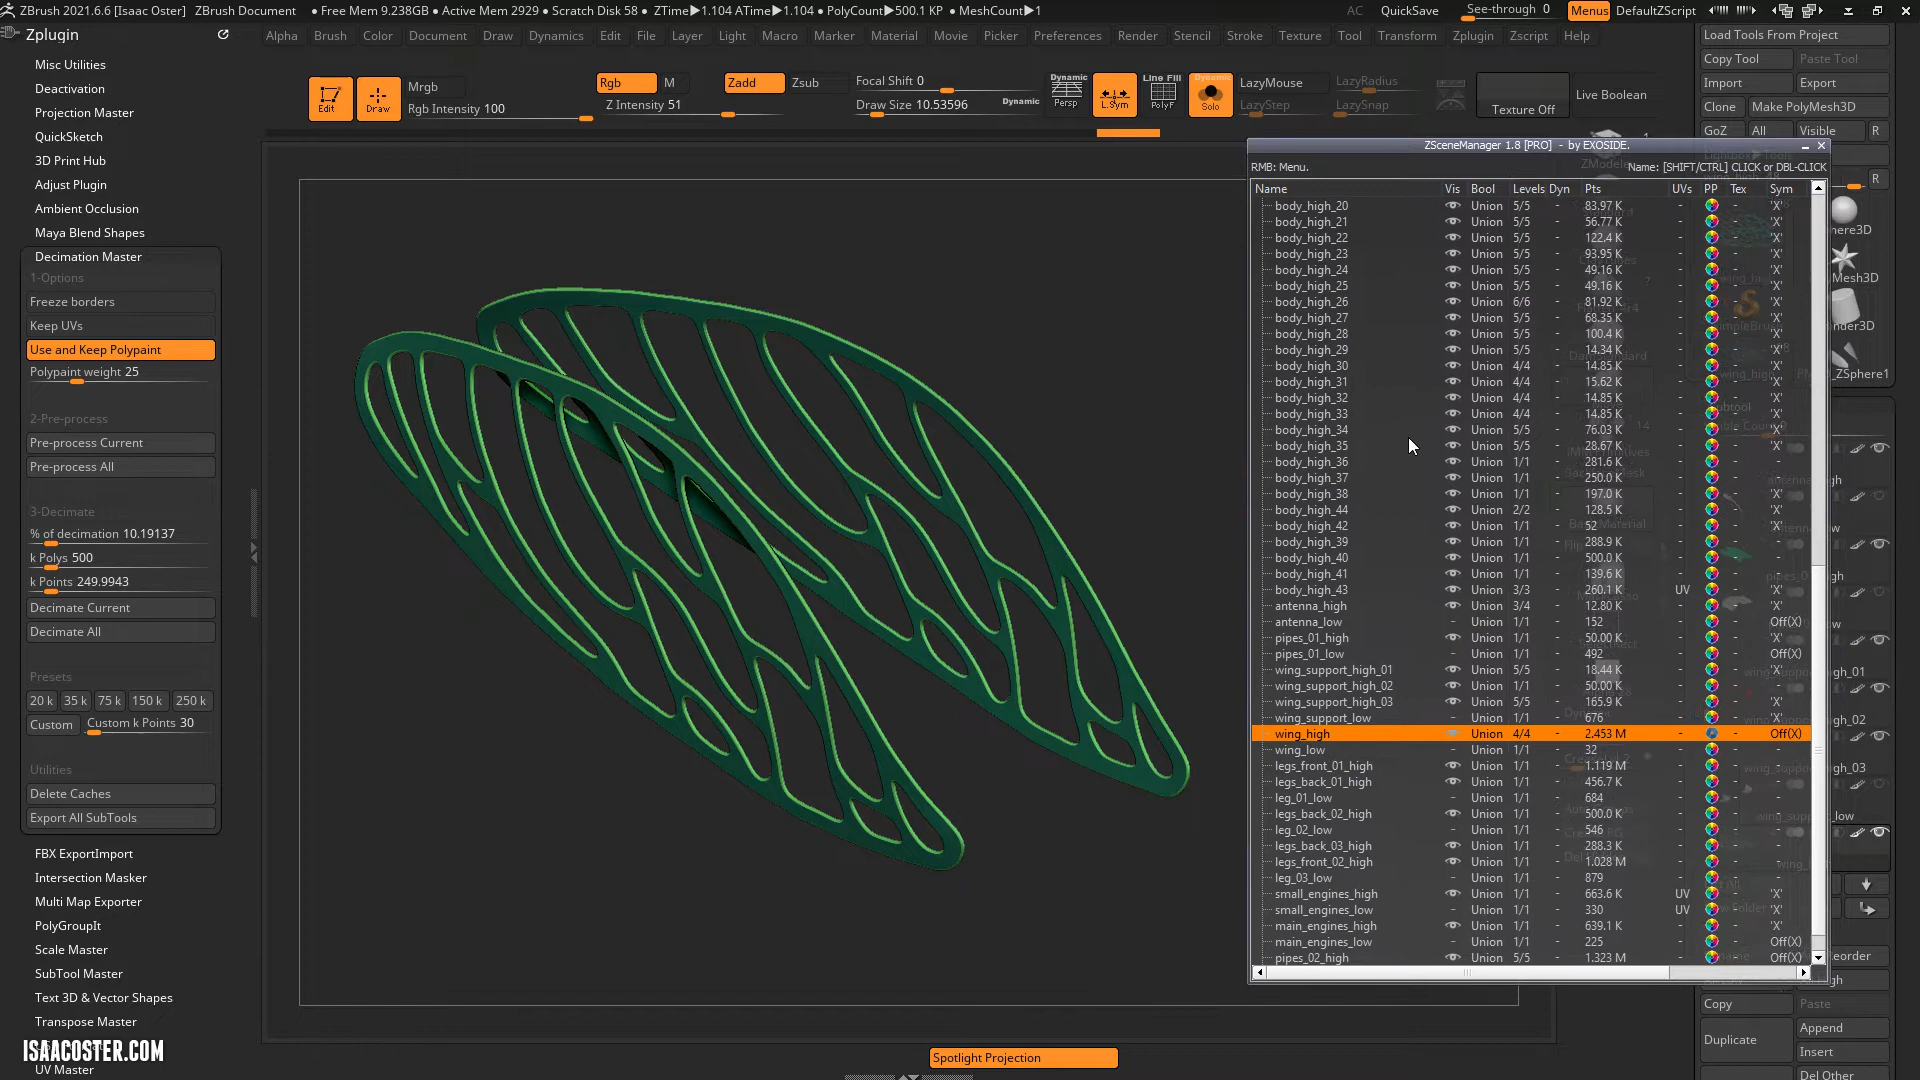 ZBrush 2021.6.6 [Isaac Oster] ZBrush Document • Free Mem 9.238GB • Active Mem 2929 • Scratch Disk 58 • ZTime▶1.104 ATime▶1.104 • PolyCount▶500.1 KP • MeshCount▶1 AC QuickSave See-through 0 Menus DefaultZScript
Zplugin
Alpha Brush Color Document Draw Dynamics Edit File Layer Light Macro Marker Material Movie Picker Preferences Render Stencil Stroke Texture Tool Transform Zplugin Zscript Help
Misc Utilities
Deactivation
Projection Master
QuickSketch
3D Print Hub
Adjust Plugin
Ambient Occlusion
Maya Blend Shapes
Decimation Master
1-Options
Freeze borders
Keep UVs
Use and Keep Polypaint
Polypaint weight 25
2-Pre-process
Pre-process Current
Pre-process All
3-Decimate
% of decimation 10.19137
k Polys 500
k Points 249.9943
Decimate Current
Decimate All
Presets
20 k 35 k 75 k 150 k 250 k
Custom Custom k Points 30
Utilities
Delete Caches
Export All SubTools
FBX ExportImport
Intersection Masker
Multi Map Exporter
PolyGroupIt
Scale Master
SubTool Master
Text 3D & Vector Shapes
Transpose Master
ISAACOSTER.COM
UV Master
Edit Draw
Mrgb
Rgb Intensity 100
Rgb M
Z Intensity 51
Zadd Zsub
Focal Shift 0
Draw Size 10.53596 Dynamic
Dynamic
Persp
L.Sym
Line Fill
PolyF
Dynamic
Solo
LazyMouse LazyRadius
LazyStep LazySnap
Texture Off
Live Boolean
Load Tools From Project
Copy Tool Paste Tool
Import Export
Clone Make PolyMesh3D
GoZ All Visible R
R
ZSceneManager 1.8 [PRO] - by EXOSIDE.
RMB: Menu. Name: [SHIFT/CTRL] CLICK or DBL-CLICK
Name Vis Bool Levels Dyn Pts UVs PP Tex Sym
body_high_20 Union 5/5 - 83.97 K - - 'X'
body_high_21 Union 5/5 - 56.77 K - - 'X'
body_high_22 Union 5/5 - 122.4 K - - 'X'
body_high_23 Union 5/5 - 93.95 K - - 'X'
body_high_24 Union 5/5 - 49.16 K - - 'X'
body_high_25 Union 5/5 - 49.16 K - - 'X'
body_high_26 Union 6/6 - 81.92 K - - 'X'
body_high_27 Union 5/5 - 68.35 K - - 'X'
body_high_28 Union 5/5 - 100.4 K - - 'X'
body_high_29 Union 5/5 - 14.34 K - - 'X'
body_high_30 Union 4/4 - 14.85 K - - 'X'
body_high_31 Union 4/4 - 15.62 K - - 'X'
body_high_32 Union 4/4 - 14.85 K - - 'X'
body_high_33 Union 4/4 - 14.85 K - - 'X'
body_high_34 Union 5/5 - 76.03 K - - 'X'
body_high_35 Union 5/5 - 28.67 K - - 'X'
body_high_36 Union 1/1 - 281.6 K - - -
body_high_37 Union 1/1 - 250.0 K - - 'X'
body_high_38 Union 1/1 - 197.0 K - - 'X'
body_high_44 Union 2/2 - 128.5 K - - 'X'
body_high_42 Union 1/1 - 52 - - 'X'
body_high_39 Union 1/1 - 288.9 K - - 'X'
body_high_40 Union 1/1 - 500.0 K - - 'X'
body_high_41 Union 1/1 - 139.6 K - - 'X'
body_high_43 Union 3/3 - 260.1 K UV - 'X'
antenna_high Union 3/4 - 12.80 K - - 'X'
antenna_low - Union 1/1 - 152 - - Off(X)
pipes_01_high Union 1/1 - 50.00 K - - 'X'
pipes_01_low - Union 1/1 - 492 - - Off(X)
wing_support_high_01 Union 5/5 - 18.44 K - - 'X'
wing_support_high_02 Union 1/1 - 50.00 K - - -
wing_support_high_03 Union 5/5 - 165.9 K - - 'X'
wing_support_low - Union 1/1 - 676 - - 'X'
wing_high Union 4/4 - 2.453 M - - Off(X)
wing_low - Union 1/1 - 32 - - -
legs_front_01_high Union 1/1 - 1.119 M - - -
legs_back_01_high Union 1/1 - 456.7 K - - -
leg_01_low - Union 1/1 - 684 - - -
legs_back_02_high Union 1/1 - 500.0 K - - -
leg_02_low - Union 1/1 - 546 - - -
legs_back_03_high Union 1/1 - 288.3 K - - -
legs_front_02_high Union 1/1 - 1.028 M - - -
leg_03_low - Union 1/1 - 879 - - -
small_engines_high Union 1/1 - 663.6 K UV - 'X'
small_engines_low - Union 1/1 - 330 UV - 'X'
main_engines_high Union 1/1 - 639.1 K - - 'X'
main_engines_low - Union 1/1 - 225 - - Off(X)
pipes_02_high Union 5/5 - 1.323 M - - Off(X)
Copy Paste
Duplicate Append
Insert
Del Other
Spotlight Projection